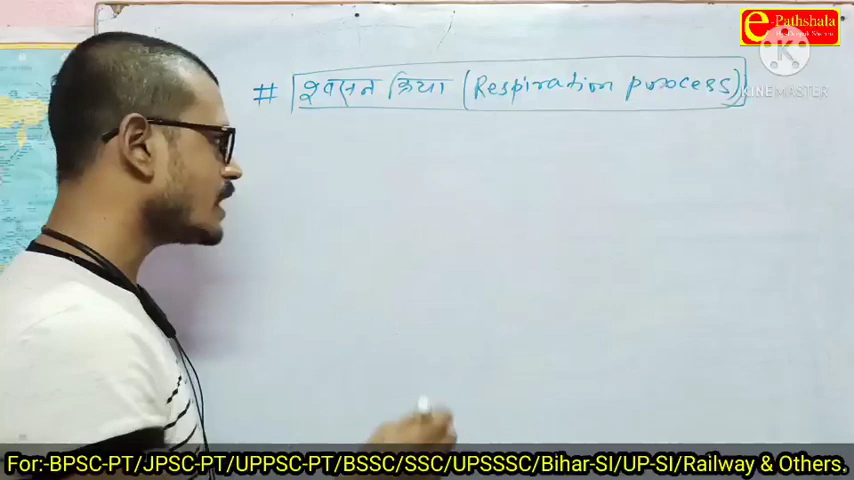 e-Pathshala
KINEMASTER
# श्वसन क्रिया (Respiration process)
For:-BPSC-PT/JPSC-PT/UPPSC-PT/BSSC/SSC/UPSSSC/Bihar-SI/UP-SI/Railway & Others.